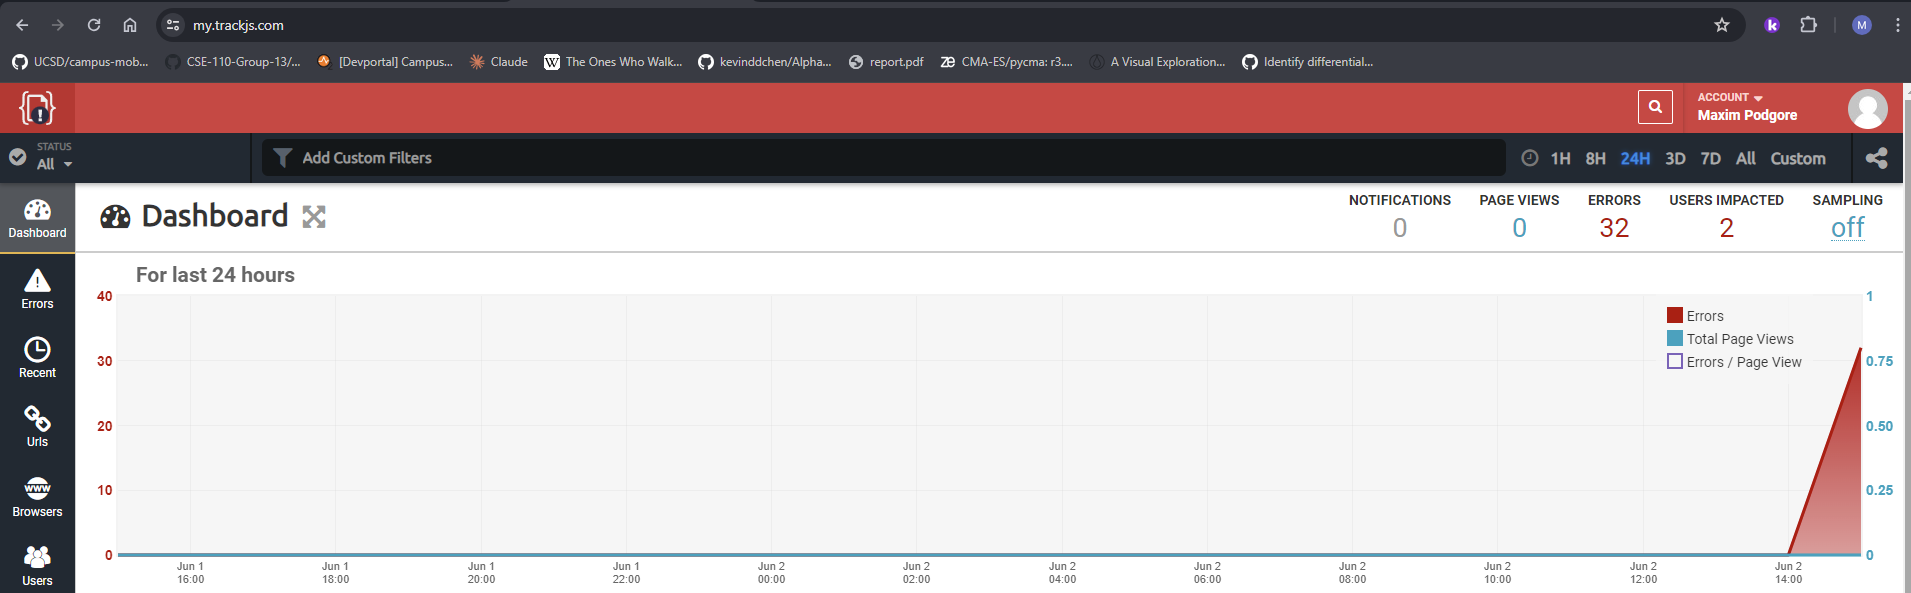 my.trackjs.com
M
UCSD/campus-mob...
CSE-110-Group-13/...
[Devportal] Campus...
Claude
W The Ones Who Walk...
kevinddchen/Alpha...
report.pdf
ze CMA-ES/pycma: r3....
A Visual Exploration...
Identify differential...
ACCOUNT
Maxim Podgore
STATUS
All
Add Custom Filters
1H 8H 24H 3D 7D All Custom
Dashboard
Errors
Recent
Urls
www
Browsers
Users
Dashboard
NOTIFICATIONS
0
PAGE VIEWS
0
ERRORS
32
USERS IMPACTED
2
SAMPLING
off
For last 24 hours
40
30
20
10
0
1
0.75
0.50
0.25
0
Errors
Total Page Views
Errors / Page View
Jun 1
16:00
Jun 1
18:00
Jun 1
20:00
Jun 1
22:00
Jun 2
00:00
Jun 2
02:00
Jun 2
04:00
Jun 2
06:00
Jun 2
08:00
Jun 2
10:00
Jun 2
12:00
Jun 2
14:00